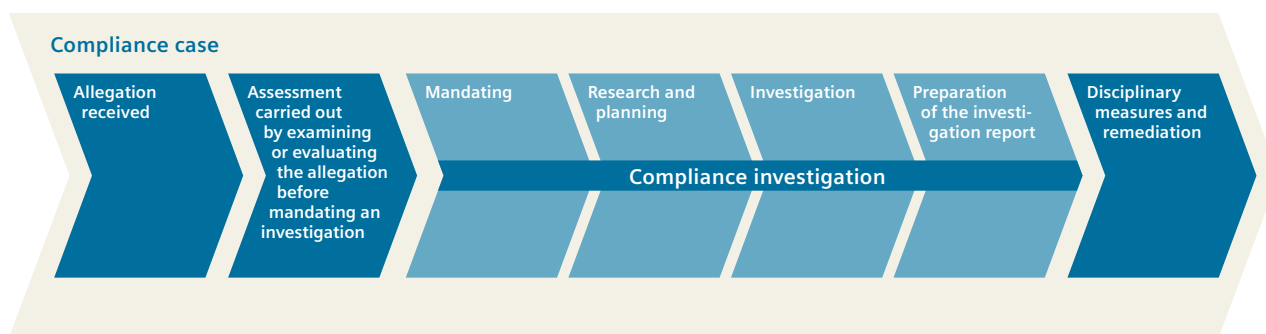 Compliance case
Allegation
received
Assessment
carried out
by examining
or evaluating
the allegation
before
mandating an
investigation
Mandating
Research and
planning
Investigation
Preparation
of the investi-
gation report
Disciplinary
measures and
remediation
Compliance investigation